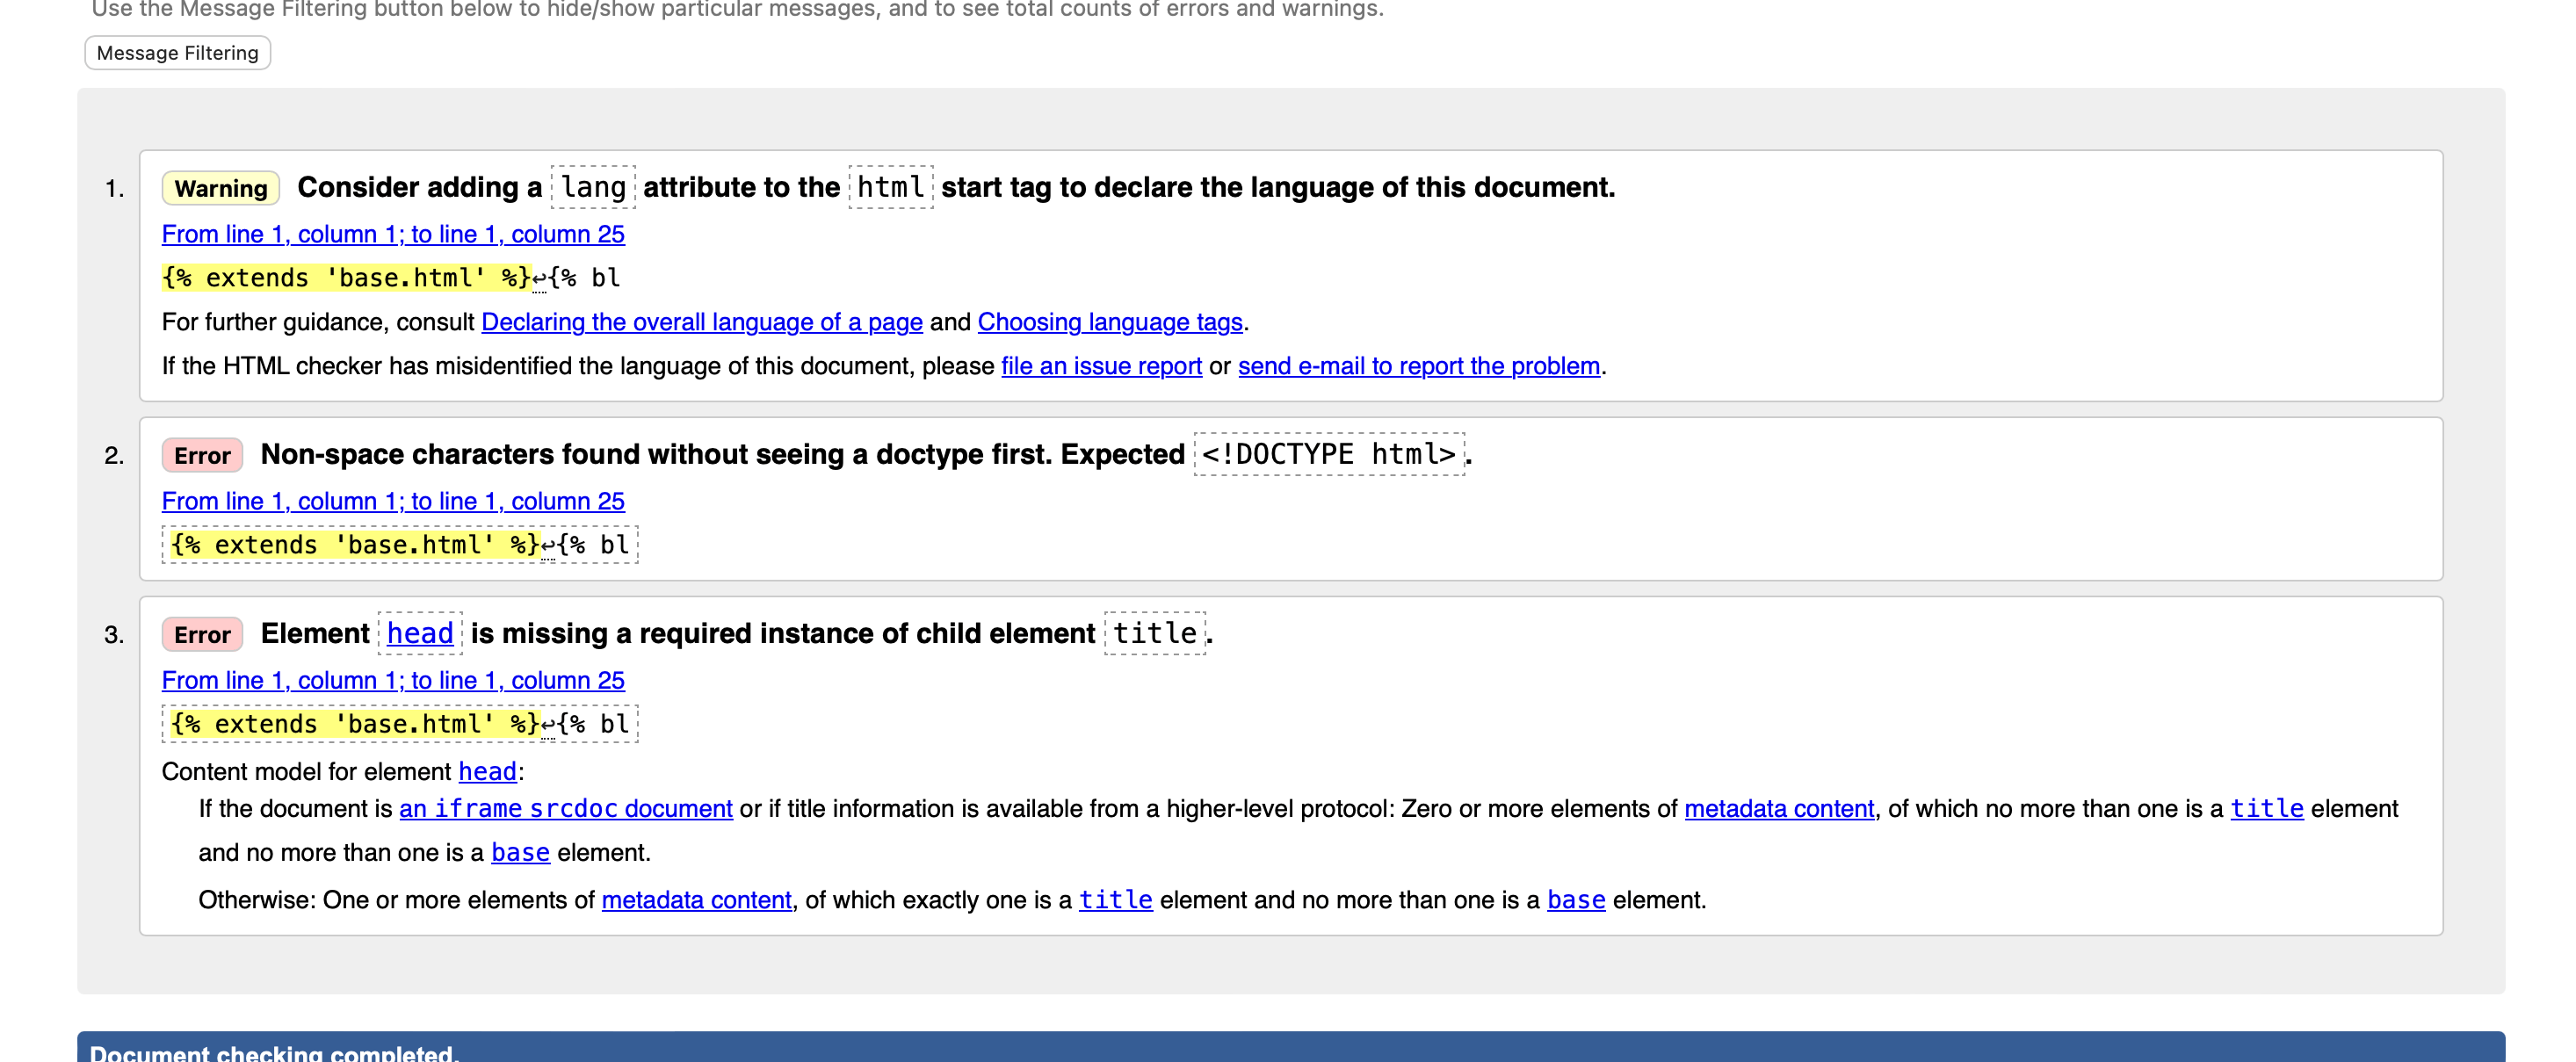 Use the Message Filtering button below to hide/show particular messages, and to see total counts of errors and warnings.
Message Filtering
1. Warning Consider adding a lang attribute to the html start tag to declare the language of this document.
From line 1, column 1; to line 1, column 25
{% extends 'base.html' %}↩{% bl
For further guidance, consult Declaring the overall language of a page and Choosing language tags.
If the HTML checker has misidentified the language of this document, please file an issue report or send e-mail to report the problem.
2. Error Non-space characters found without seeing a doctype first. Expected <!DOCTYPE html>.
From line 1, column 1; to line 1, column 25
{% extends 'base.html' %}↩{% bl
3. Error Element head is missing a required instance of child element title.
From line 1, column 1; to line 1, column 25
{% extends 'base.html' %}↩{% bl
Content model for element head:
If the document is an iframe srcdoc document or if title information is available from a higher-level protocol: Zero or more elements of metadata content, of which no more than one is a title element
and no more than one is a base element.
Otherwise: One or more elements of metadata content, of which exactly one is a title element and no more than one is a base element.
Document checking completed.